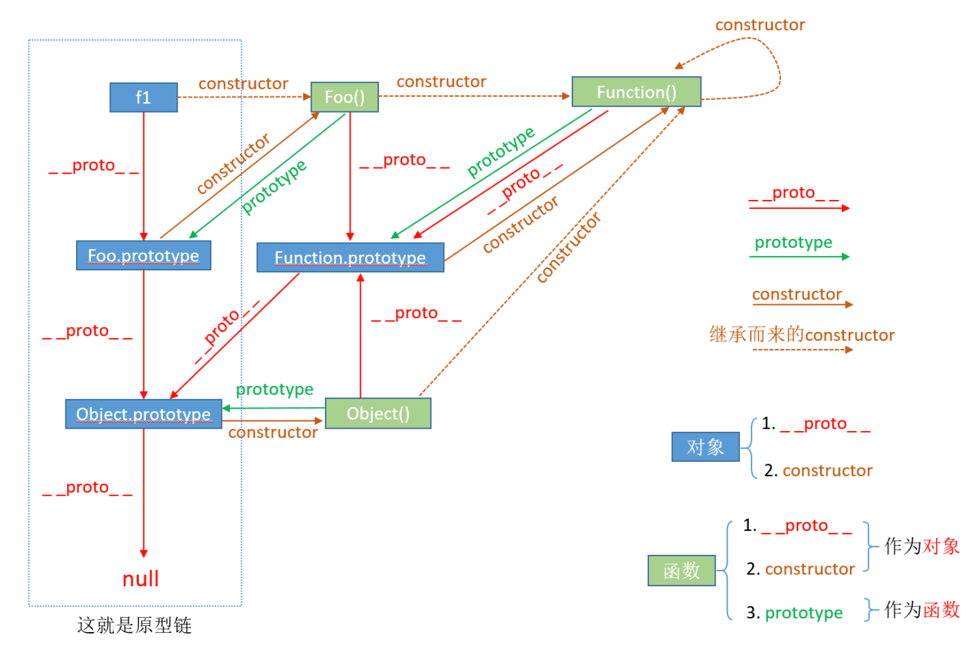 constructor
f1
constructor
Foo()
constructor
Function()
__proto__
constructor
prototype
__proto__
prototype
__proto__
constructor
constructor
Foo.prototype
Function.prototype
__proto__
__proto__
__proto__
Object.prototype
prototype
constructor
Object()
__proto__
null
这就是原型链
__proto__
prototype
constructor
继承而来的constructor
对象
1. __proto__
2. constructor
函数
1. __proto__
2. constructor
作为对象
3. prototype
作为函数